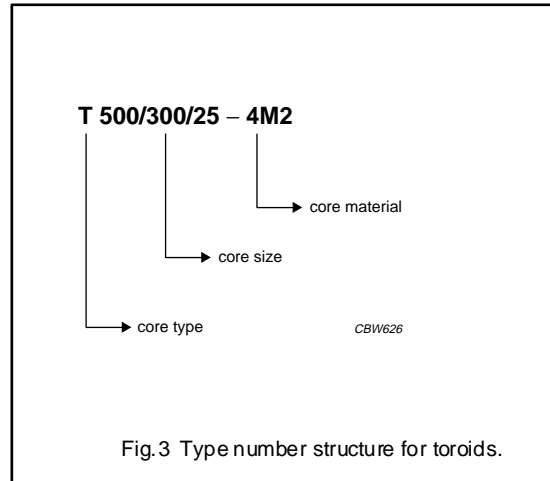 T 500/300/25 – 4M2
core material
core size
core type
CBW626
Fig.3 Type number structure for toroids.